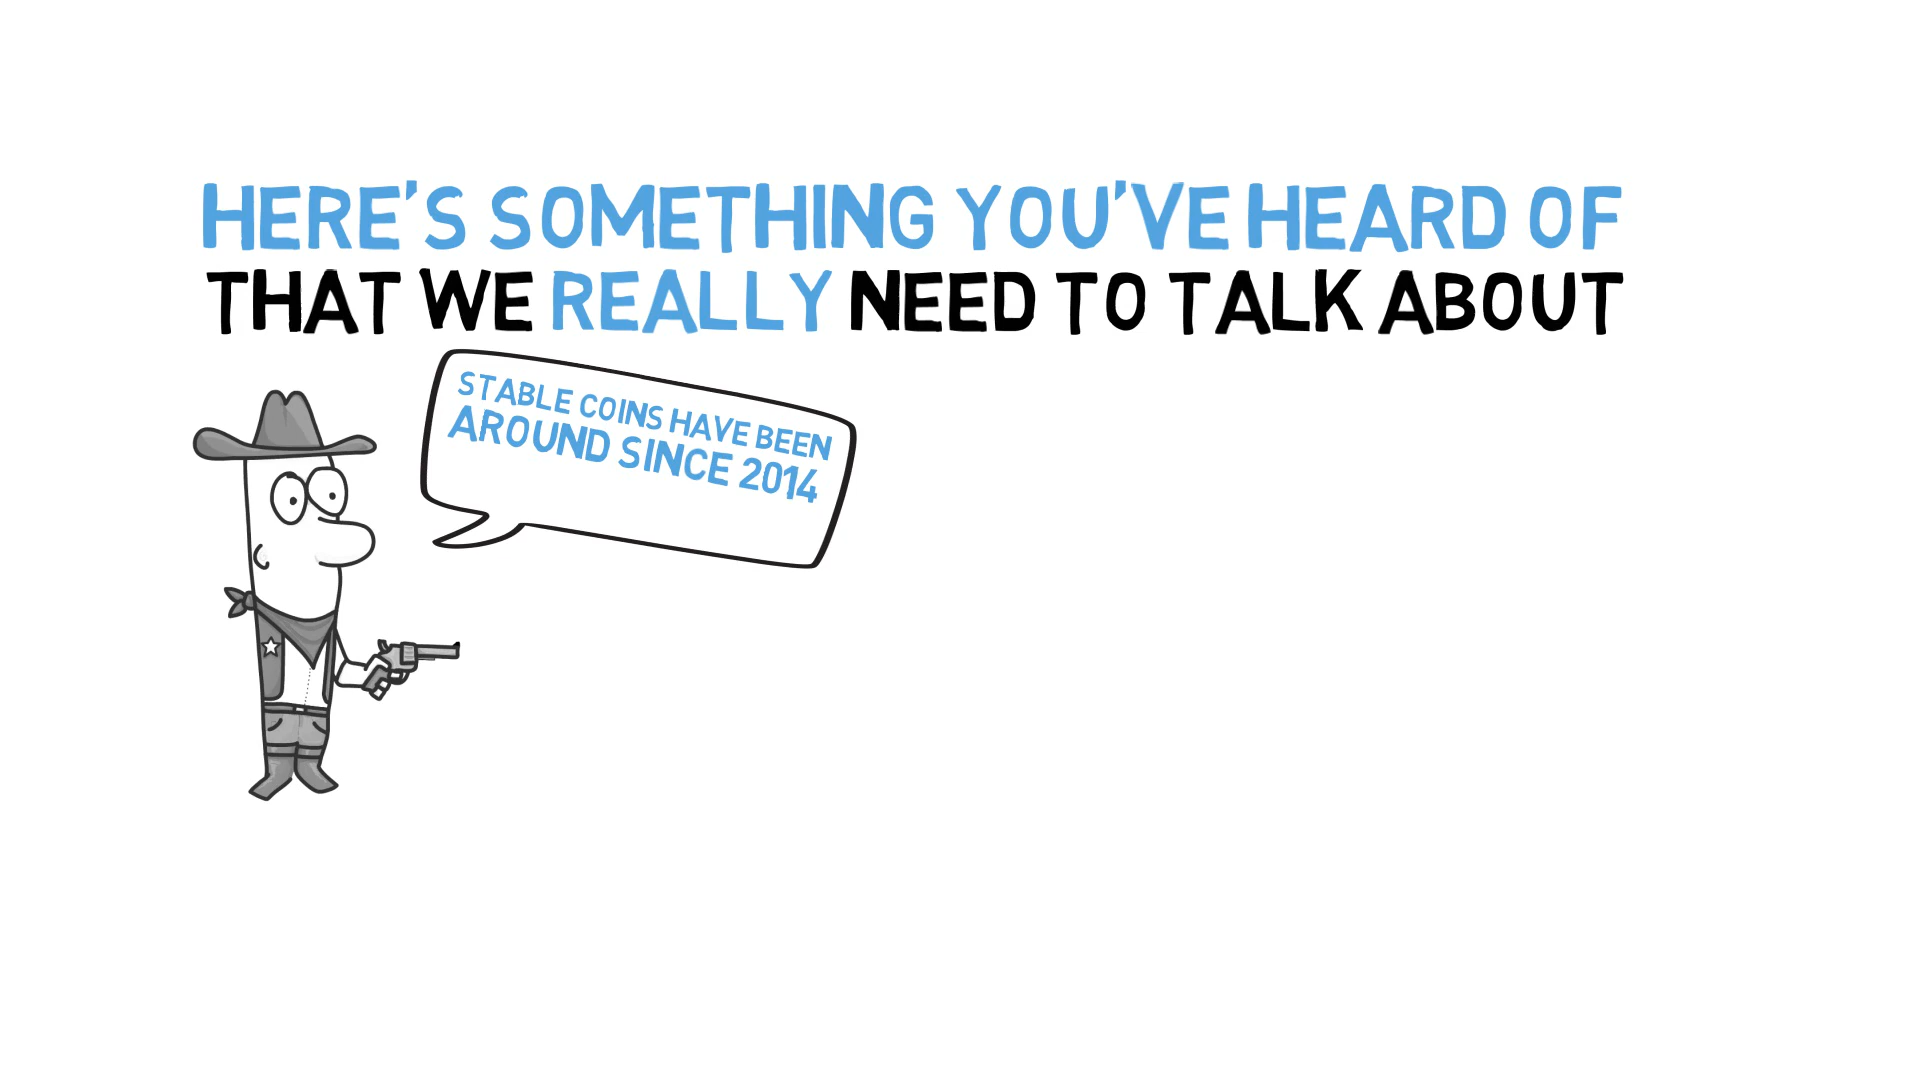 HERE'S SOMETHING YOU'VE HEARD OF
THAT WE REALLY NEED TO TALK ABOUT
STABLE COINS HAVE BEEN
AROUND SINCE 2014